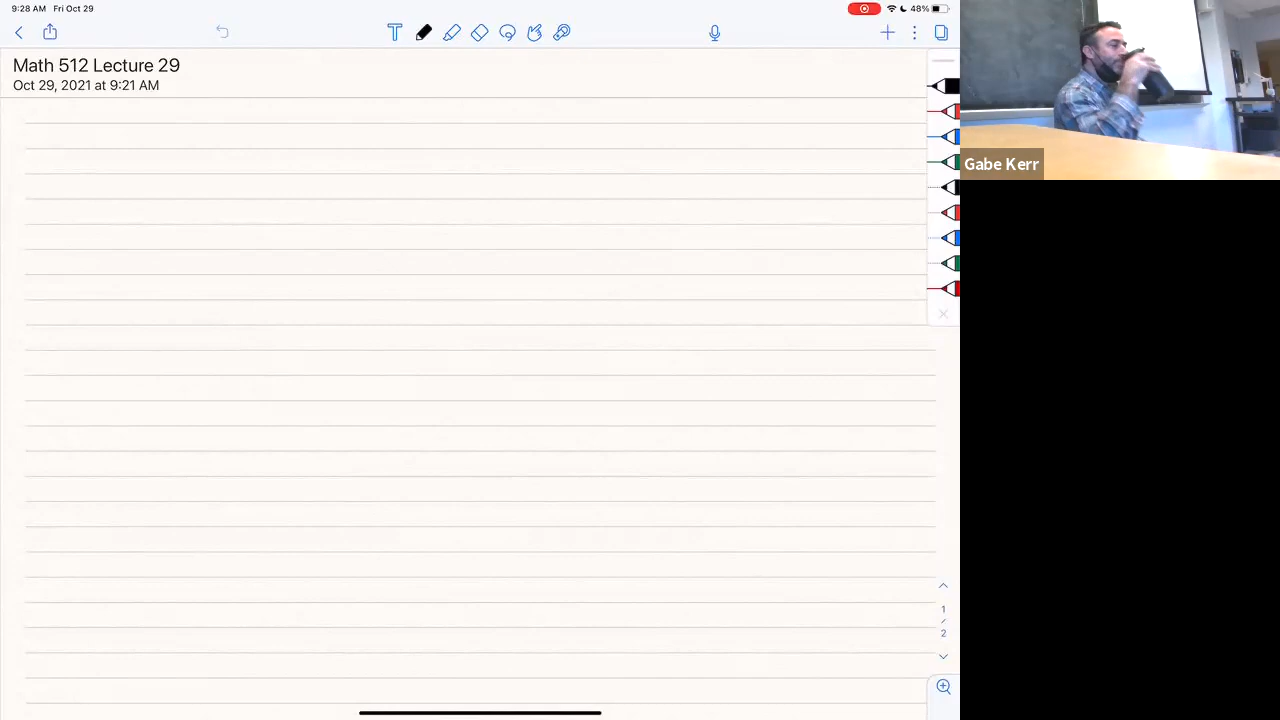 9:28 AM Fri Oct 29
48%
T
Math 512 Lecture 29
Oct 29, 2021 at 9:21 AM
Gabe Kerr
1
/
2